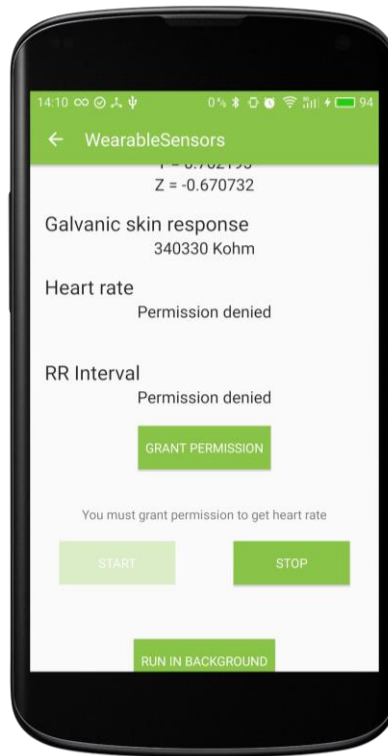 14:10 0% 94
← WearableSensors
Z = -0.670732
Galvanic skin response
340330 Kohm
Heart rate
Permission denied
RR Interval
Permission denied
GRANT PERMISSION
You must grant permission to get heart rate
START STOP
RUN IN BACKGROUND